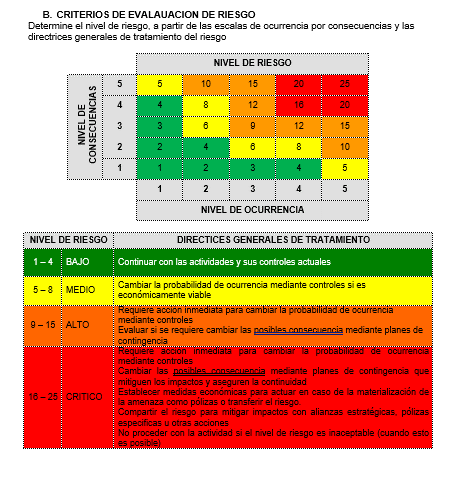 B. CRITERIOS DE EVALAUACION DE RIESGO
Determine el nivel de riesgo, a partir de las escalas de ocurrencia por consecuencias y las
directrices generales de tratamiento del riesgo
NIVEL DE RIESGO
NIVEL DE CONSECUENCIAS
5 5 10 15 20 25
4 4 8 12 16 20
3 3 6 9 12 15
2 2 4 6 8 10
1 1 2 3 4 5
1 2 3 4 5
NIVEL DE OCURRENCIA
NIVEL DE RIESGO DIRECTICES GENERALES DE TRATAMIENTO
1 – 4 BAJO Continuar con las actividades y sus controles actuales
5 – 8 MEDIO Cambiar la probabilidad de ocurrencia mediante controles si es
económicamente viable
9 – 15 ALTO Requiere acción inmediata para cambiar la probabilidad de ocurrencia
mediante controles
Evaluar si se requiere cambiar las posibles consecuencia mediante planes de
contingencia
16 – 25 CRITICO Requiere acción inmediata para cambiar la probabilidad de ocurrencia
mediante controles
Cambiar las posibles consecuencia mediante planes de contingencia que
mitiguen los impactos y aseguren la continuidad
Establecer medidas economicas para actuar en caso de la materialización de
la amenaza como pólizas o transferir el riesgo.
Compartir el riesgo para mitigar impactos con alianzas estratégicas, pólizas
especificas u otras acciones
No proceder con la actividad si el nivel de riesgo es inaceptable (cuando esto
es posible)